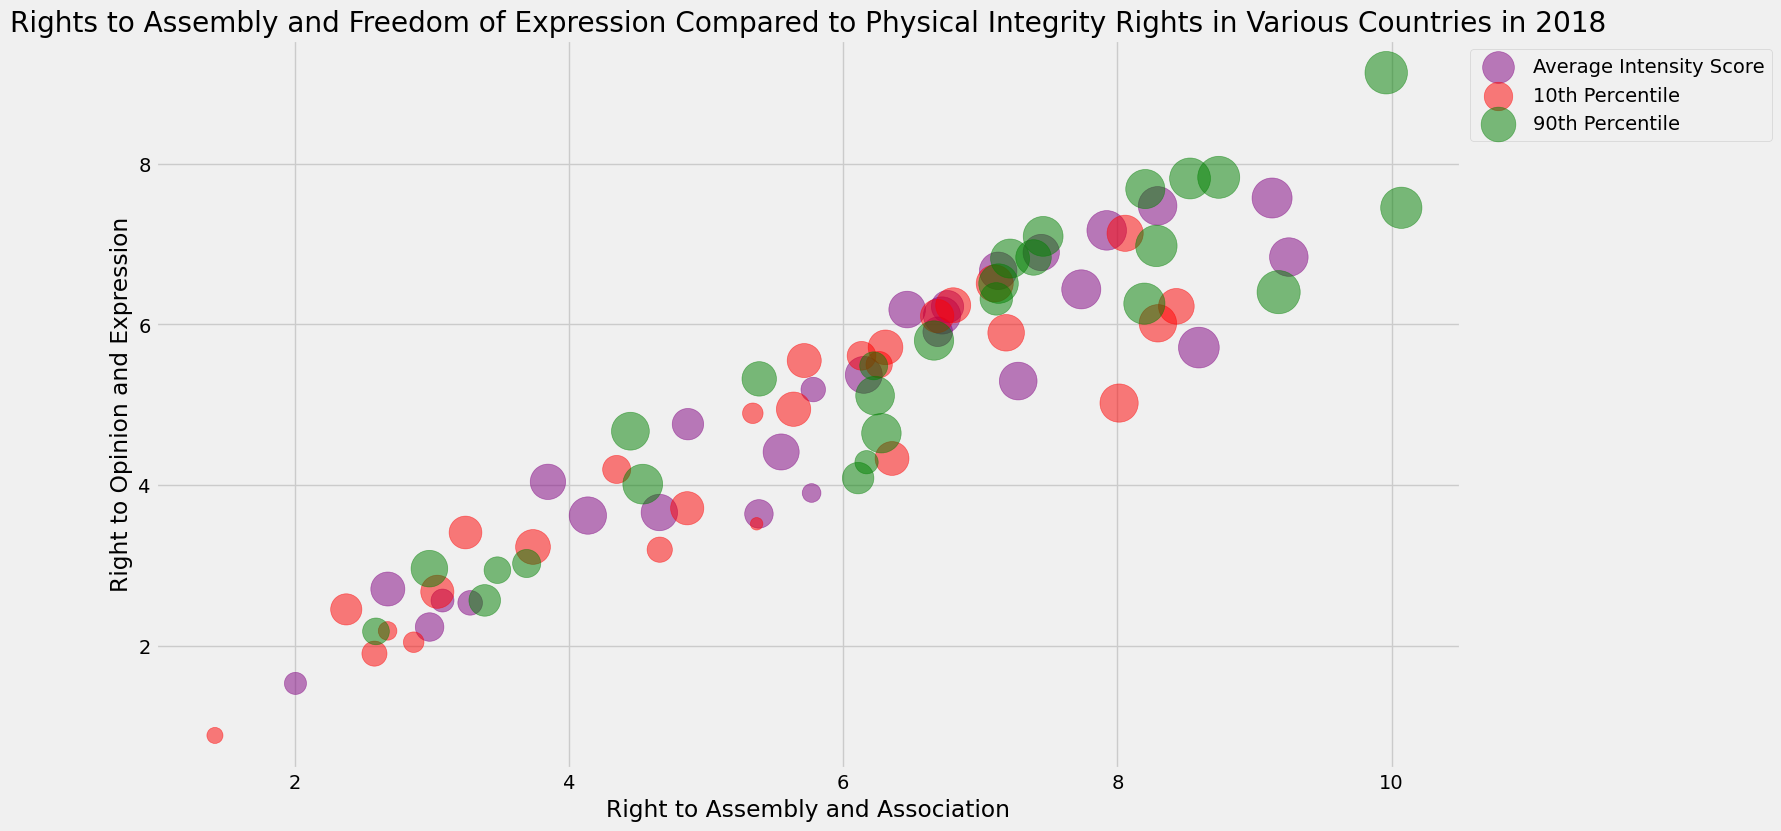 Rights to Assembly and Freedom of Expression Compared to Physical Integrity Rights in Various Countries in 2018
Average Intensity Score
10th Percentile
90th Percentile
Right to Opinion and Expression
8
6
4
2
2 4 6 8 10
Right to Assembly and Association